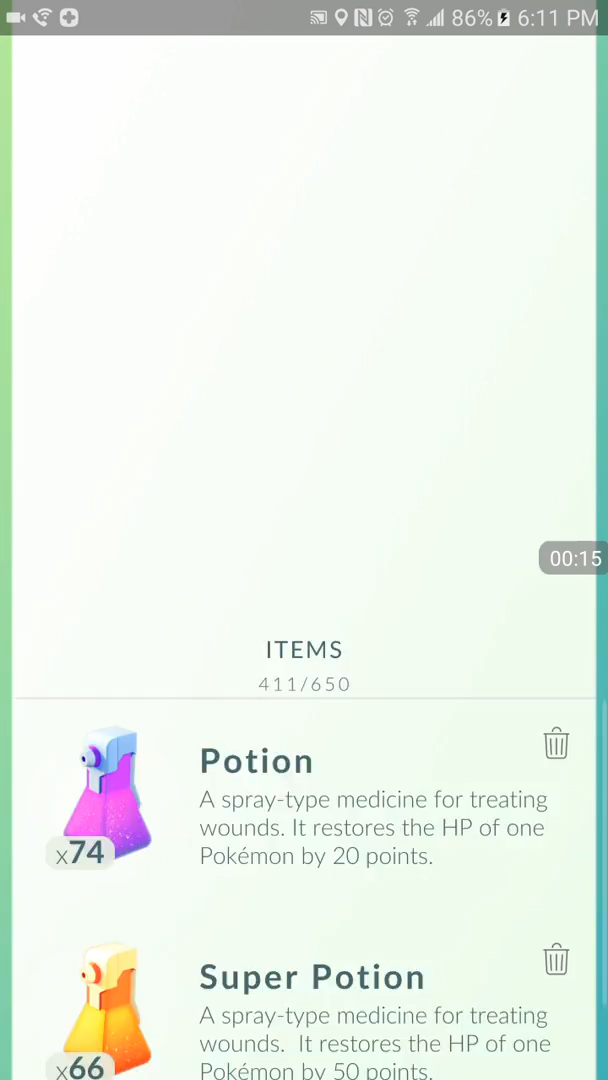 86% 6:11 PM
00:15
ITEMS
411/650
Potion
A spray-type medicine for treating
wounds. It restores the HP of one
Pokémon by 20 points.
x74
Super Potion
A spray-type medicine for treating
wounds. It restores the HP of one
Pokémon by 50 points.
x66